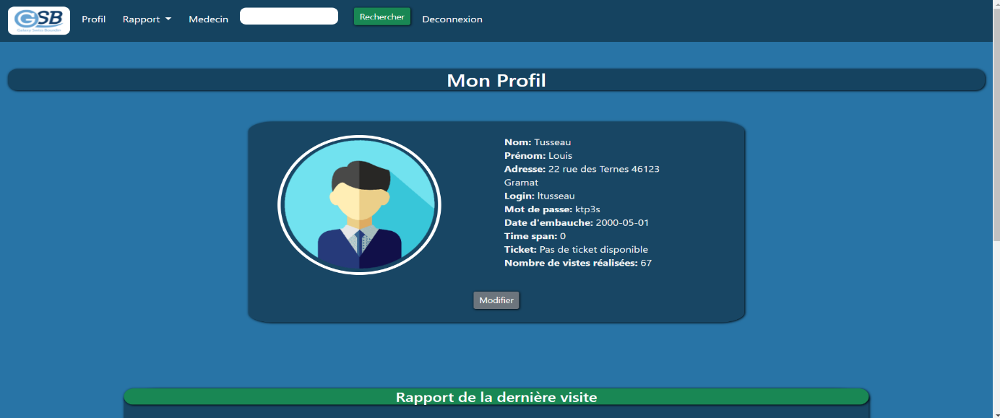 GSB
Galaxy Swiss Bourdin
Profil
Rapport
Medecin
Rechercher
Deconnexion
Mon Profil
Nom: Tusseau
Prénom: Louis
Adresse: 22 rue des Ternes 46123
Gramat
Login: ltusseau
Mot de passe: ktp3s
Date d'embauche: 2000-05-01
Time span: 0
Ticket: Pas de ticket disponible
Nombre de vistes réalisées: 67
Modifier
Rapport de la dernière visite